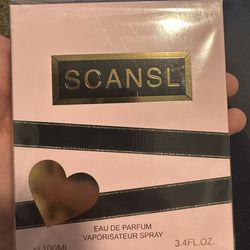 SCANSL
EAU DE PARFUM
VAPORISATEUR SPRAY
100ML
3.4FL.OZ.